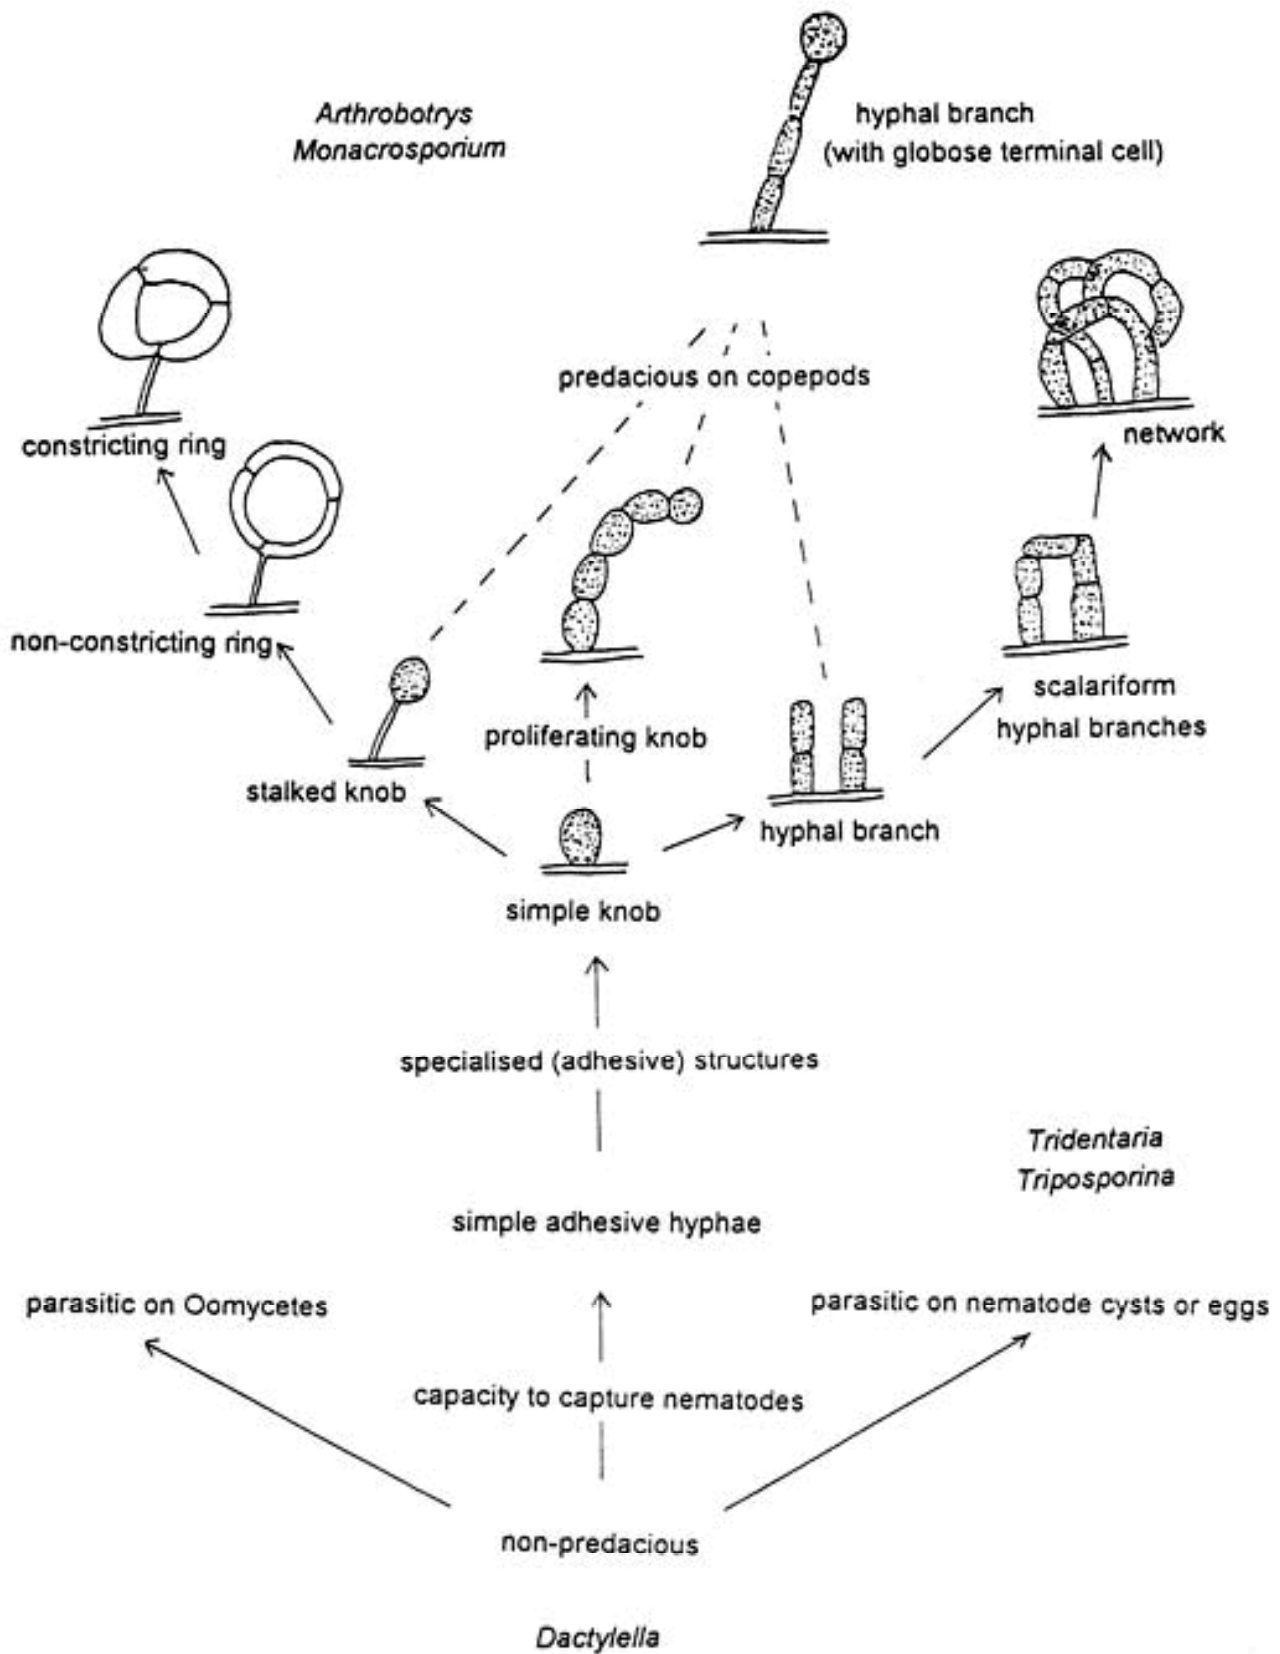 Arthrobotrys
Monacrosporium
hyphal branch
(with globose terminal cell)
predacious on copepods
constricting ring
network
non-constricting ring
scalariform
hyphal branches
proliferating knob
stalked knob
hyphal branch
simple knob
specialised (adhesive) structures
Tridentaria
Triposporina
simple adhesive hyphae
parasitic on Oomycetes
parasitic on nematode cysts or eggs
capacity to capture nematodes
non-predacious
Dactylella